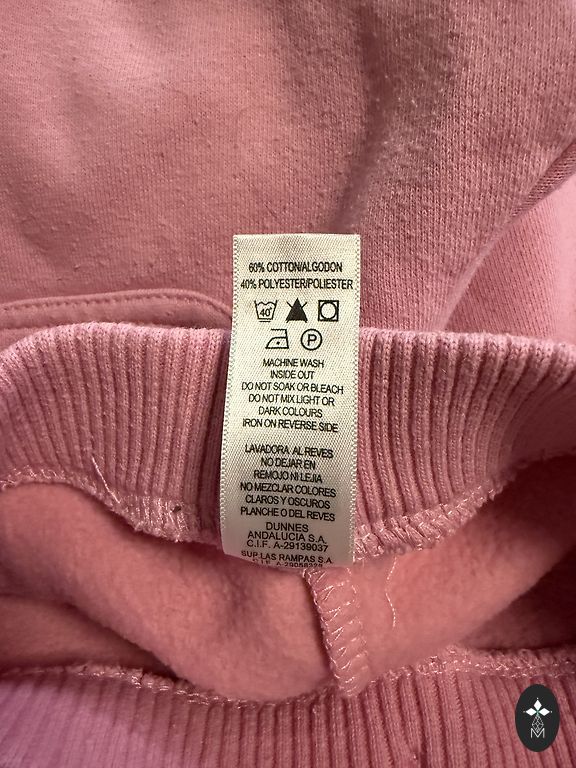 60% COTTON/ALGODON
40% POLYESTER/POLIESTER
40°
P
MACHINE WASH
INSIDE OUT
DO NOT SOAK OR BLEACH
DO NOT MIX LIGHT OR
DARK COLOURS
IRON ON REVERSE SIDE
LAVADORA AL REVES
NO DEJAR EN
REMOJO NI LEJIA
NO MEZCLAR COLORES
CLAROS Y OSCUROS
PLANCHE O DEL REVES
DUNNES
ANDALUCIA S.A.
C.I.F. A-29139037
SUP.LAS RAMPAS S.A.
C.I.F. A-29058228
M